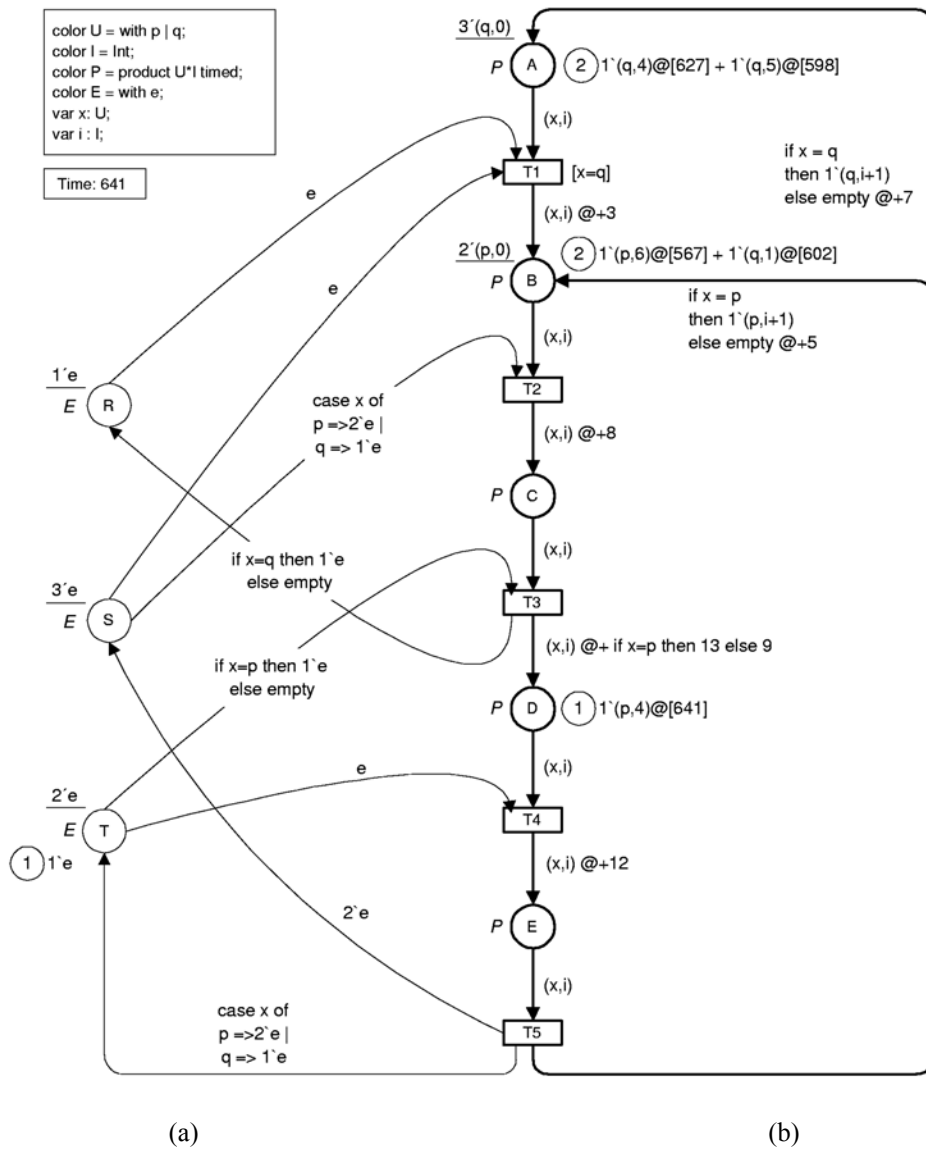 color U = with p | q;
color I = Int;
color P = product U*I timed;
color E = with e;
var x: U;
var i : I;
Time: 641
3´(q,0)
P
A
2
1`(q,4)@[627] + 1`(q,5)@[598]
(x,i)
if x = q
then 1`(q,i+1)
else empty @+7
T1
[x=q]
e
(x,i) @+3
2´(p,0)
P
B
2
1`(p,6)@[567] + 1`(q,1)@[602]
e
if x = p
then 1`(p,i+1)
else empty @+5
(x,i)
1´e
E
R
T2
case x of
p =>2`e |
q => 1`e
(x,i) @+8
P
C
(x,i)
if x=q then 1`e
else empty
3´e
E
S
T3
(x,i) @+ if x=p then 13 else 9
if x=p then 1`e
else empty
P
D
1
1`(p,4)@[641]
(x,i)
2´e
E
T
1
1`e
e
T4
(x,i) @+12
2`e
P
E
(x,i)
case x of
p =>2`e |
q => 1`e
T5
(a)
(b)